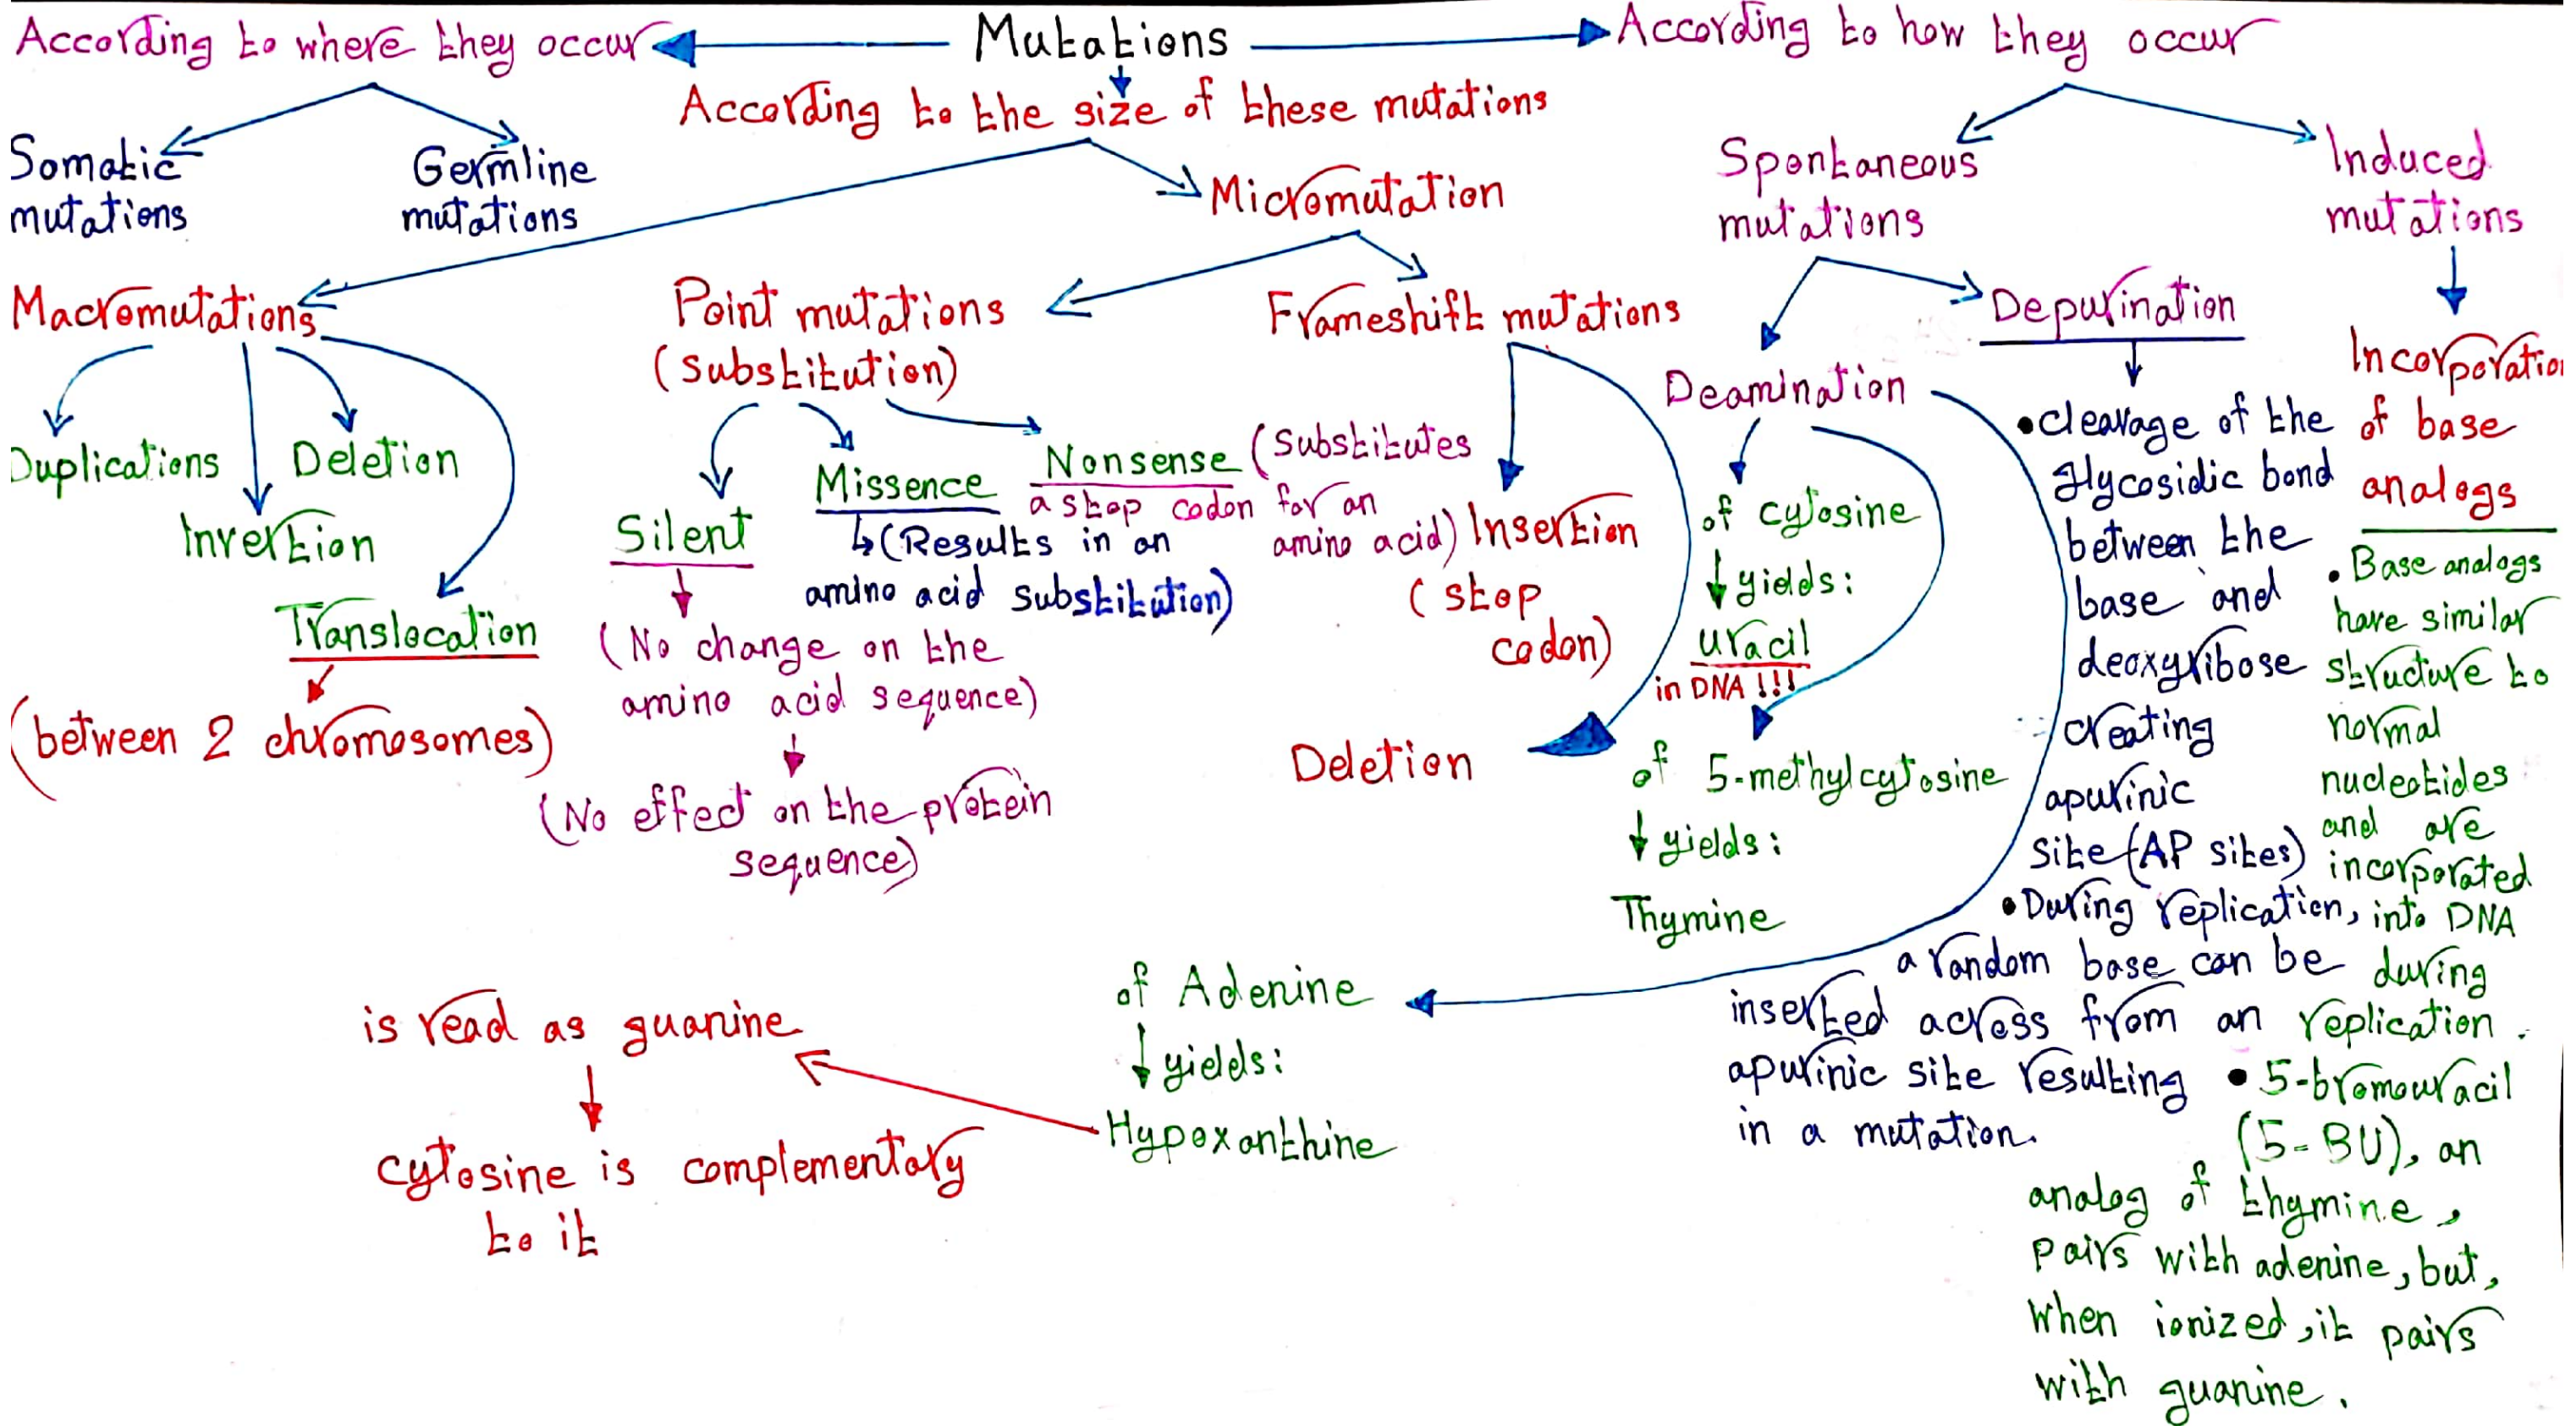 Mutations
According to where they occur
Somatic
mutations
Germline
mutations
According to the size of these mutations
Macromutations
Duplications
Invertion
Deletion
Translocation
(between 2 chromosomes)
Micromutation
Point mutations
(substitution)
Silent
(No change on the
amino acid sequence)
(No effect on the protein
sequence)
Missence
(Results in an
amino acid substitution)
Nonsense (substitutes
a stop codon for an
amino acid)
Frameshift mutations
Insertion
(stop
codon)
Deletion
According to how they occur
Spontaneous
mutations
Deamination
of cytosine
yields:
uracil
in DNA !!!
of 5-methylcytosine
yields:
Thymine
of Adenine
yields:
Hypoxanthine
is read as guanine
cytosine is complementary
to it
Depurination
•cleavage of the
glycosidic bond
between the
base and
deoxyribose
creating
apurinic
site (AP sites)
•During replication,
a random base can be
inserted across from an
apurinic site resulting
in a mutation.
Induced
mutations
Incorporation
of base
analogs
• Base analogs
have similar
structure to
normal
nucleotides
and are
incorporated
into DNA
during
replication.
• 5-bromouracil
(5-BU), an
analog of thymine,
pairs with adenine, but,
when ionized, it pairs
with guanine.